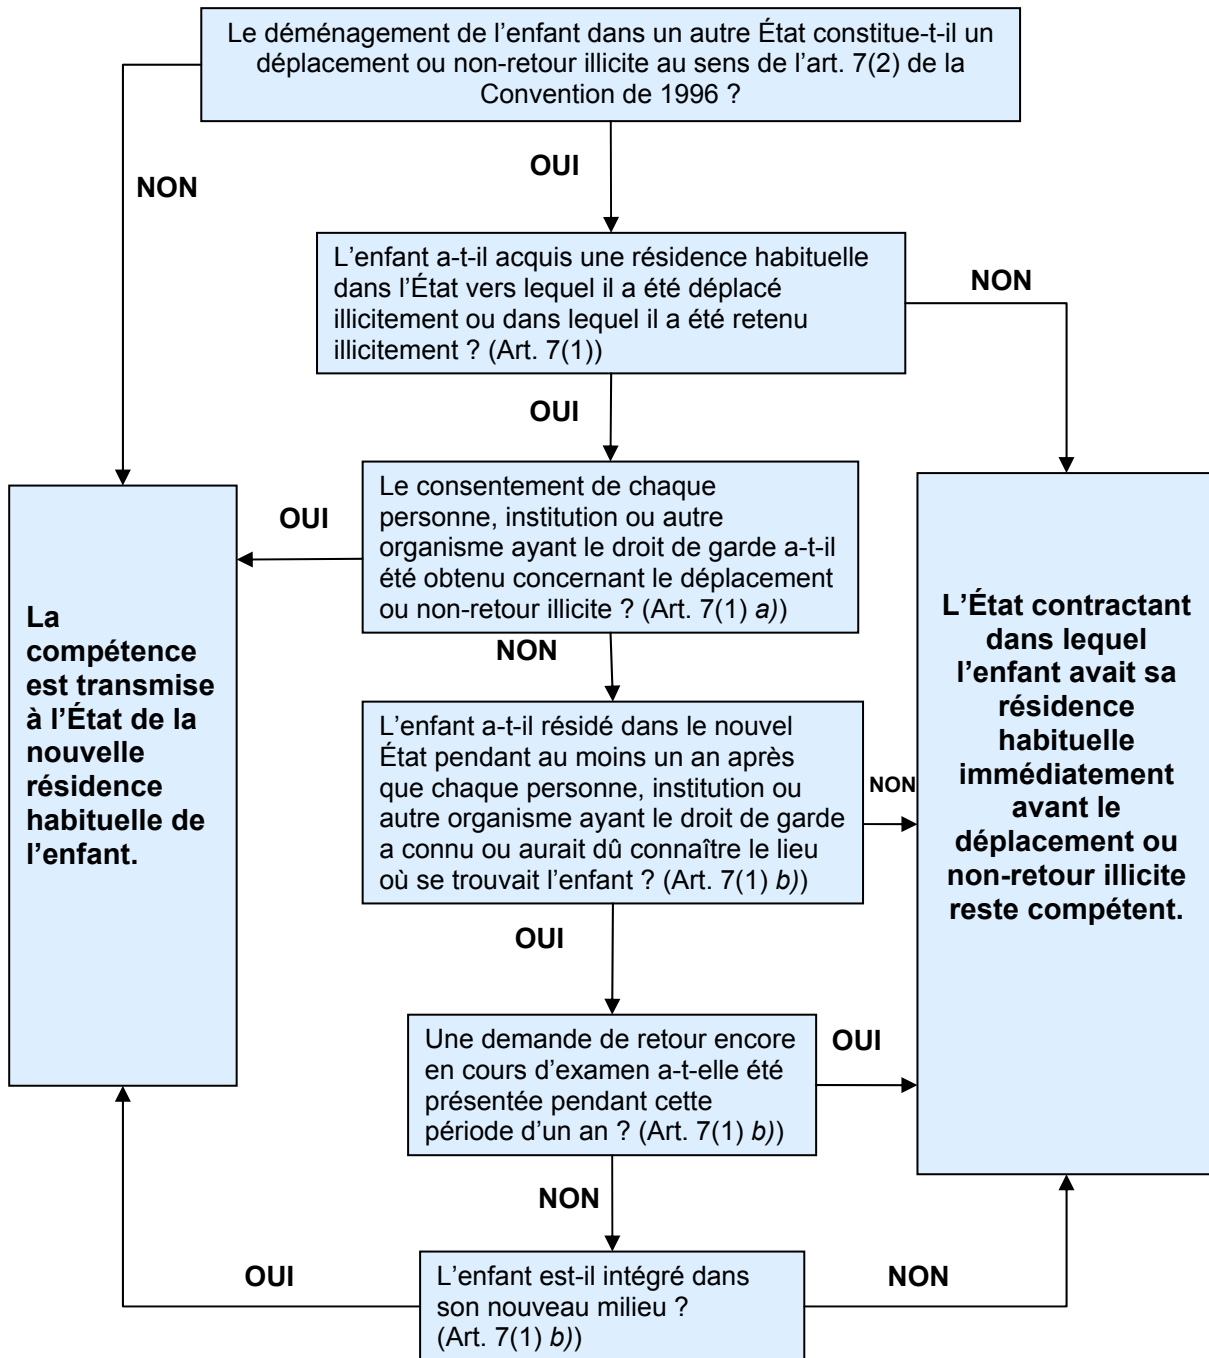 Le déménagement de l’enfant dans un autre État constitue-t-il un
déplacement ou non-retour illicite au sens de l’art. 7(2) de la
Convention de 1996 ?
OUI
NON
L’enfant a-t-il acquis une résidence habituelle
dans l’État vers lequel il a été déplacé
illicitement ou dans lequel il a été retenu
illicitement ? (Art. 7(1))
NON
OUI
Le consentement de chaque
personne, institution ou autre
organisme ayant le droit de garde a-t-il
été obtenu concernant le déplacement
ou non-retour illicite ? (Art. 7(1) a))
OUI
NON
La
compétence
est transmise
à l’État de la
nouvelle
résidence
habituelle de
l’enfant.
L’État contractant
dans lequel
l’enfant avait sa
résidence
habituelle
immédiatement
avant le
déplacement ou
non-retour illicite
reste compétent.
L’enfant a-t-il résidé dans le nouvel
État pendant au moins un an après
que chaque personne, institution ou
autre organisme ayant le droit de garde
a connu ou aurait dû connaître le lieu
où se trouvait l’enfant ? (Art. 7(1) b))
NON
OUI
Une demande de retour encore
en cours d’examen a-t-elle été
présentée pendant cette
période d’un an ? (Art. 7(1) b))
OUI
NON
L’enfant est-il intégré dans
son nouveau milieu ?
(Art. 7(1) b))
OUI
NON